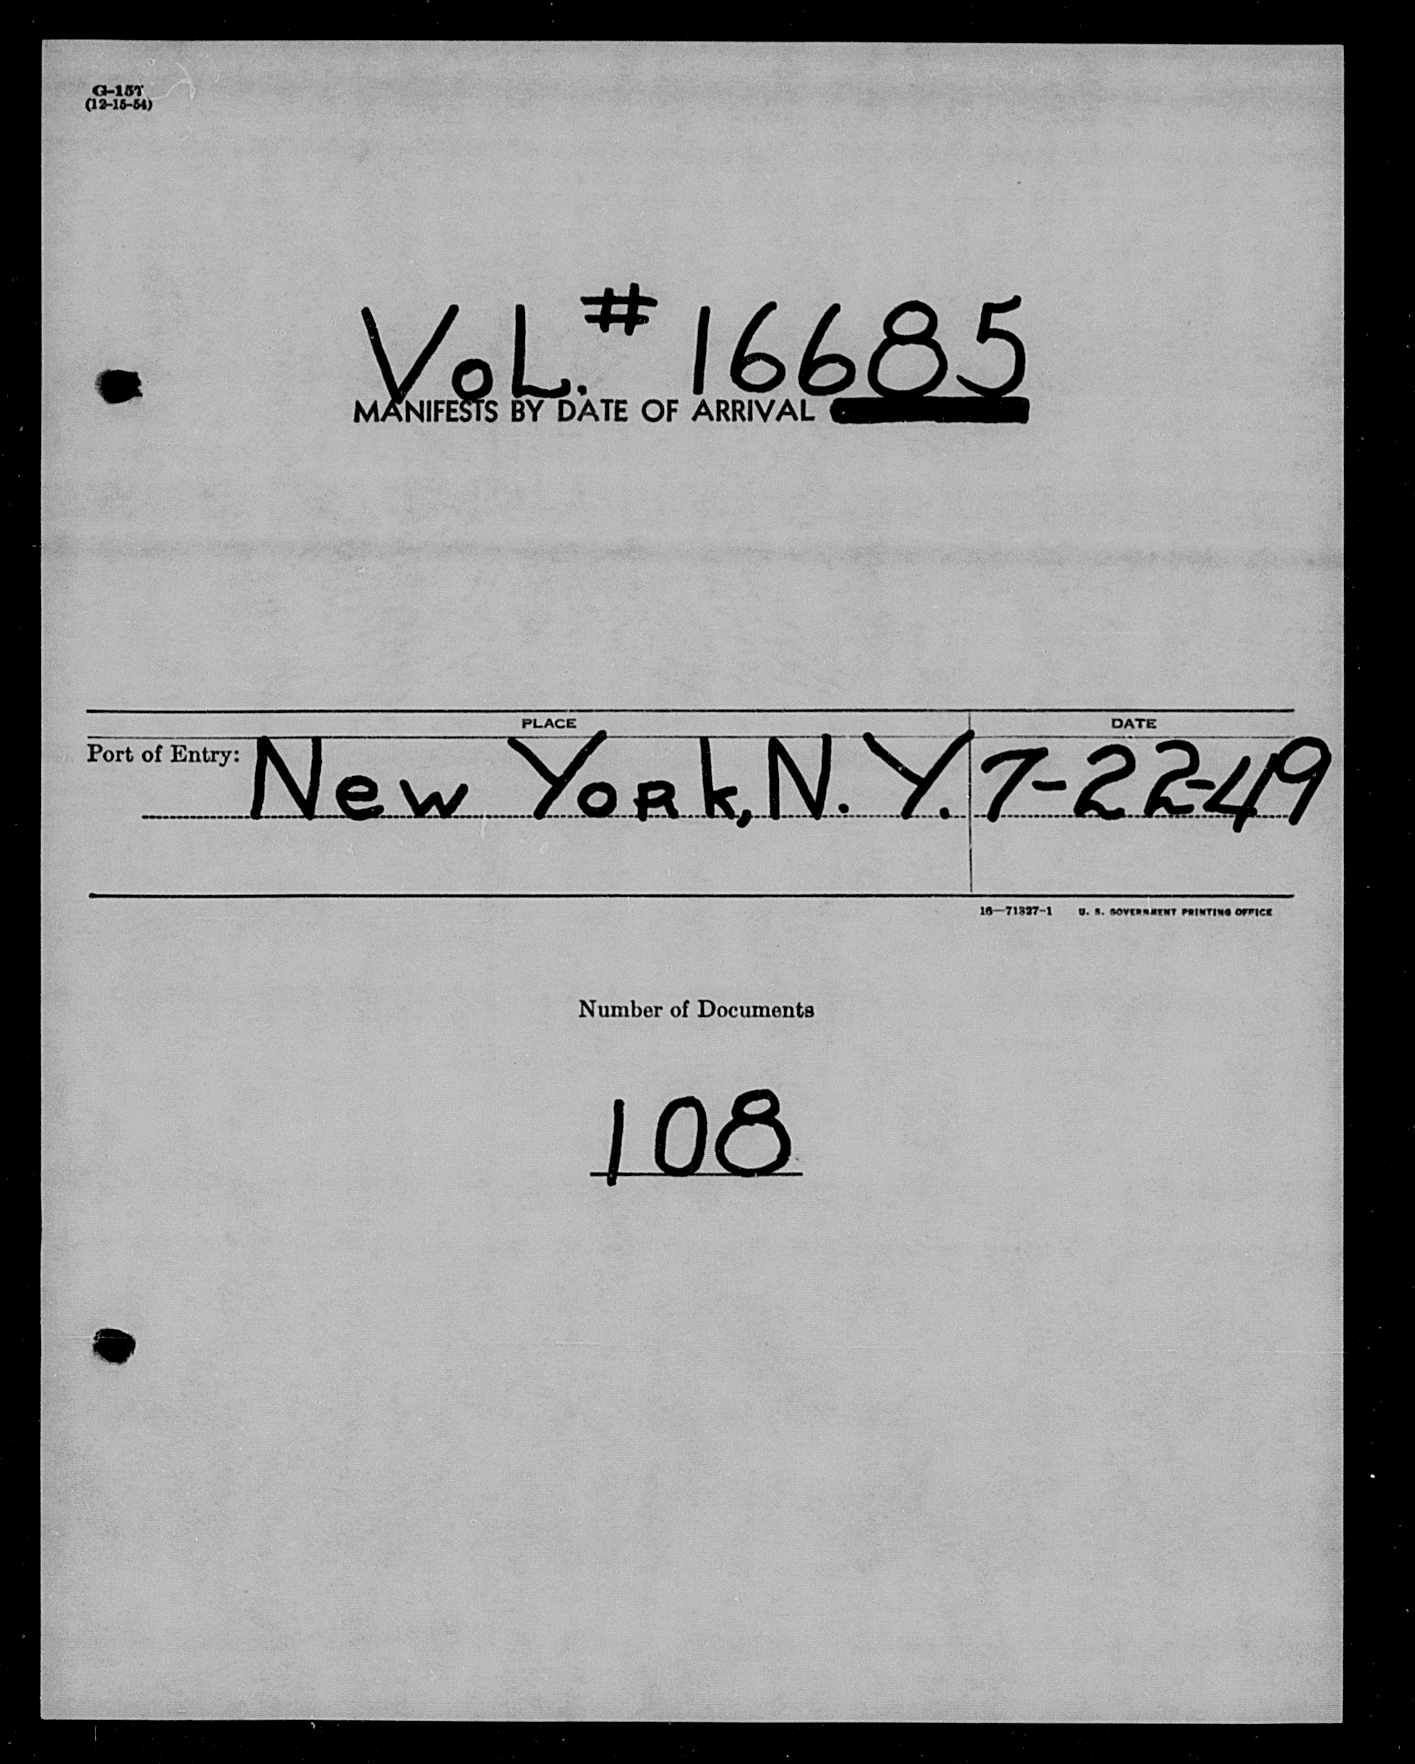 G-157
(12-15-54)
VoL. # 16685
MANIFESTS BY DATE OF ARRIVAL
PLACE DATE
Port of Entry: New York, N. Y. 7-22-49
16—71327-1 U. S. GOVERNMENT PRINTING OFFICE
Number of Documents
108